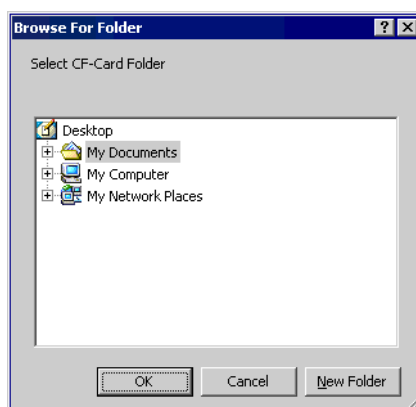 Browse For Folder
Select CF-Card Folder
Desktop
My Documents
My Computer
My Network Places
OK
Cancel
New Folder